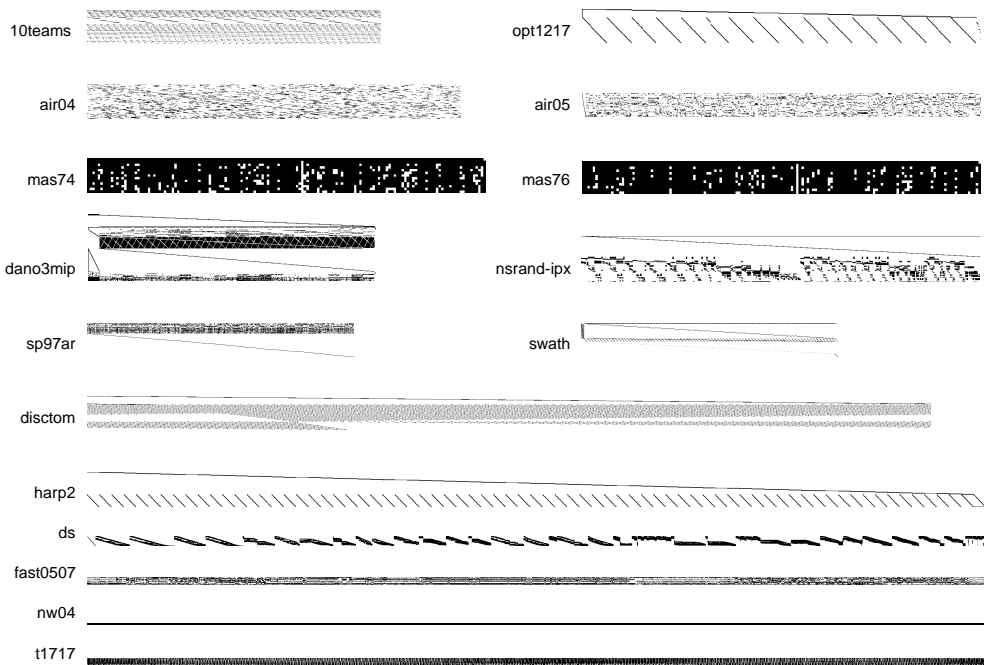 10teams
opt1217
air04
air05
mas74
mas76
dano3mip
nsrand-ipx
sp97ar
swath
disctom
harp2
ds
fast0507
nw04
t1717